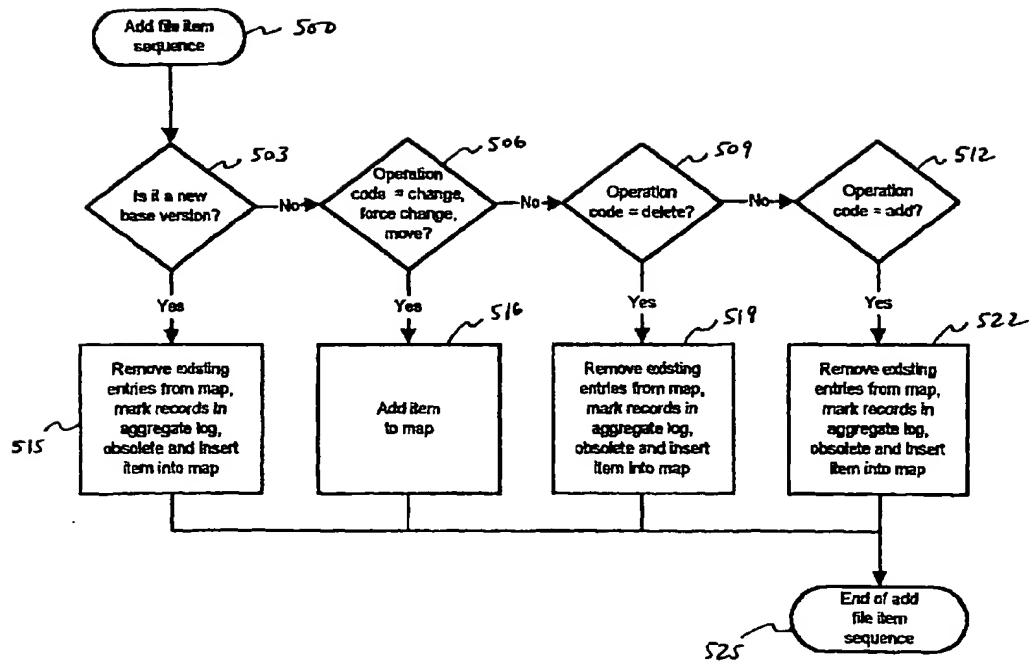 Add file item
sequence
500
503
506
509
512
Is it a new
base version?
No
Operation
code = change,
force change,
move?
No
Operation
code = delete?
No
Operation
code = add?
Yes
Yes
Yes
Yes
515
516
519
522
Remove existing
entries from map,
mark records in
aggregate log,
obsolete and insert
item into map
Add item
to map
Remove existing
entries from map,
mark records in
aggregate log,
obsolete and insert
item into map
Remove existing
entries from map,
mark records in
aggregate log,
obsolete and insert
item into map
End of add
file item
sequence
525